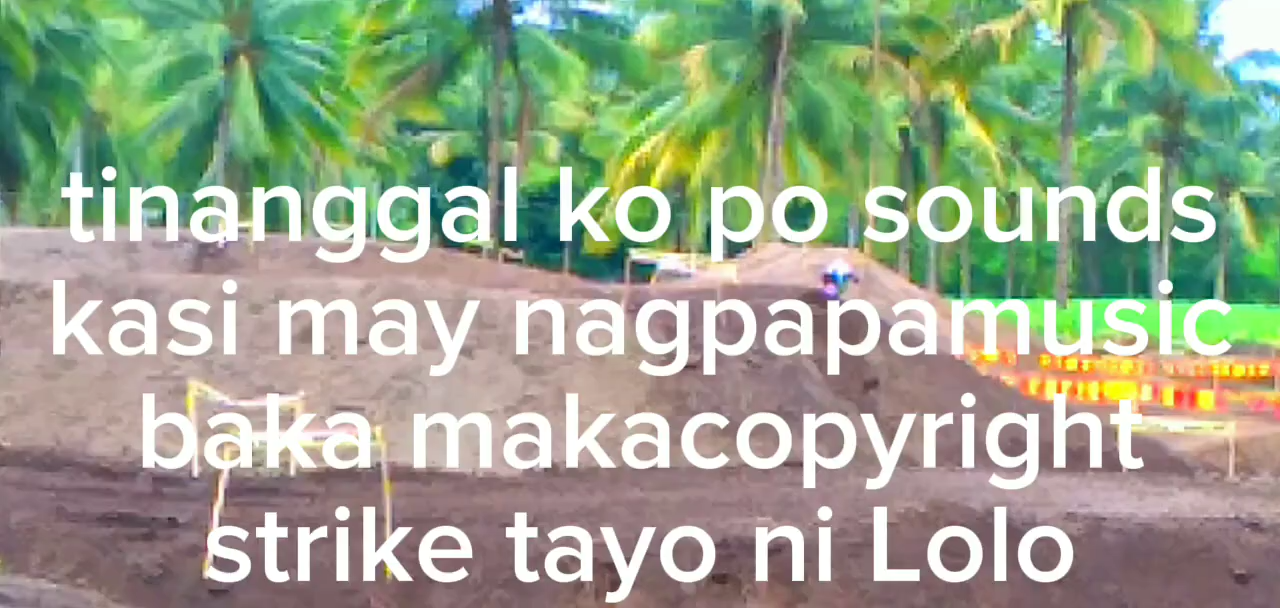 tinanggal ko po sounds
kasi may nagpapamusic
baka makacopyright
strike tayo ni Lolo